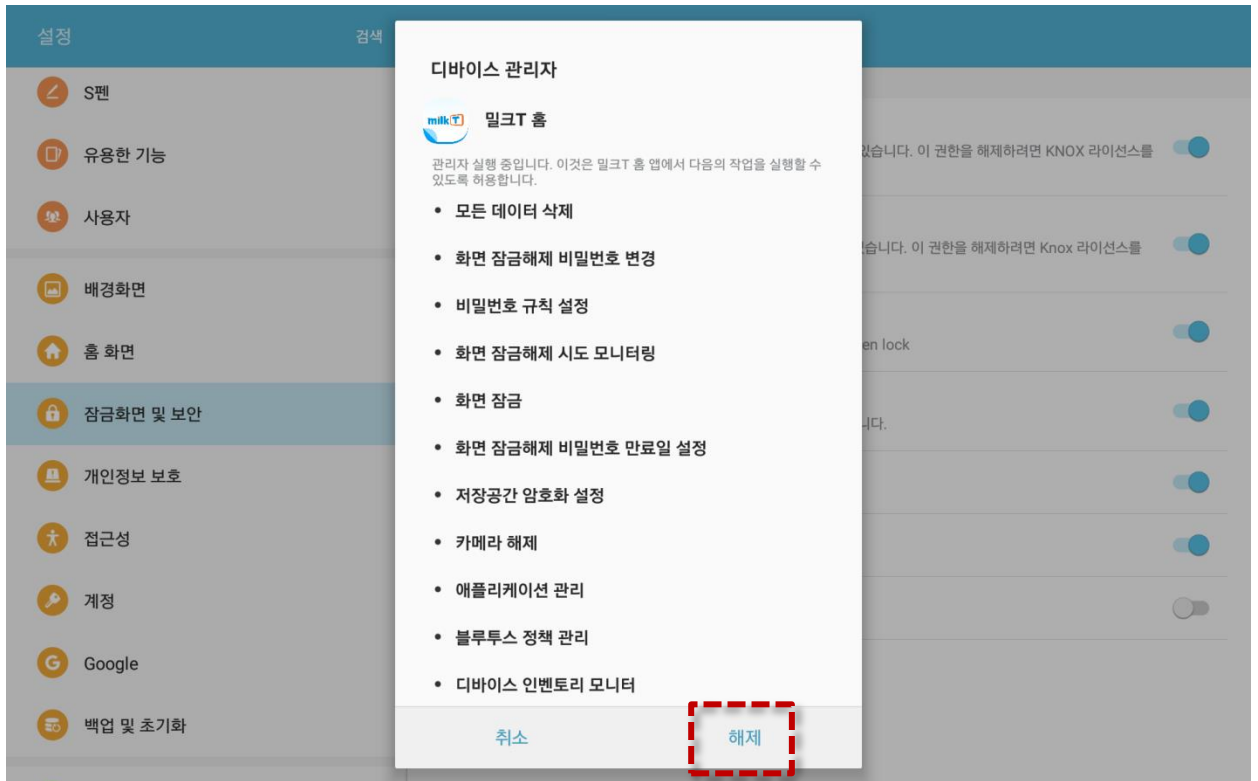 설정
검색
S펜
유용한 기능
사용자
배경화면
홈 화면
잠금화면 및 보안
개인정보 보호
접근성
계정
Google
백업 및 초기화
디바이스 관리자
milk T
밀크T 홈
관리자 실행 중입니다. 이것은 밀크T 홈 앱에서 다음의 작업을 실행할 수
있도록 허용합니다.
• 모든 데이터 삭제
• 화면 잠금해제 비밀번호 변경
• 비밀번호 규칙 설정
• 화면 잠금해제 시도 모니터링
• 화면 잠금
• 화면 잠금해제 비밀번호 만료일 설정
• 저장공간 암호화 설정
• 카메라 해제
• 애플리케이션 관리
• 블루투스 정책 관리
• 디바이스 인벤토리 모니터
취소
해제
있습니다. 이 권한을 해제하려면 KNOX 라이선스를
습니다. 이 권한을 해제하려면 Knox 라이선스를
en lock
니다.